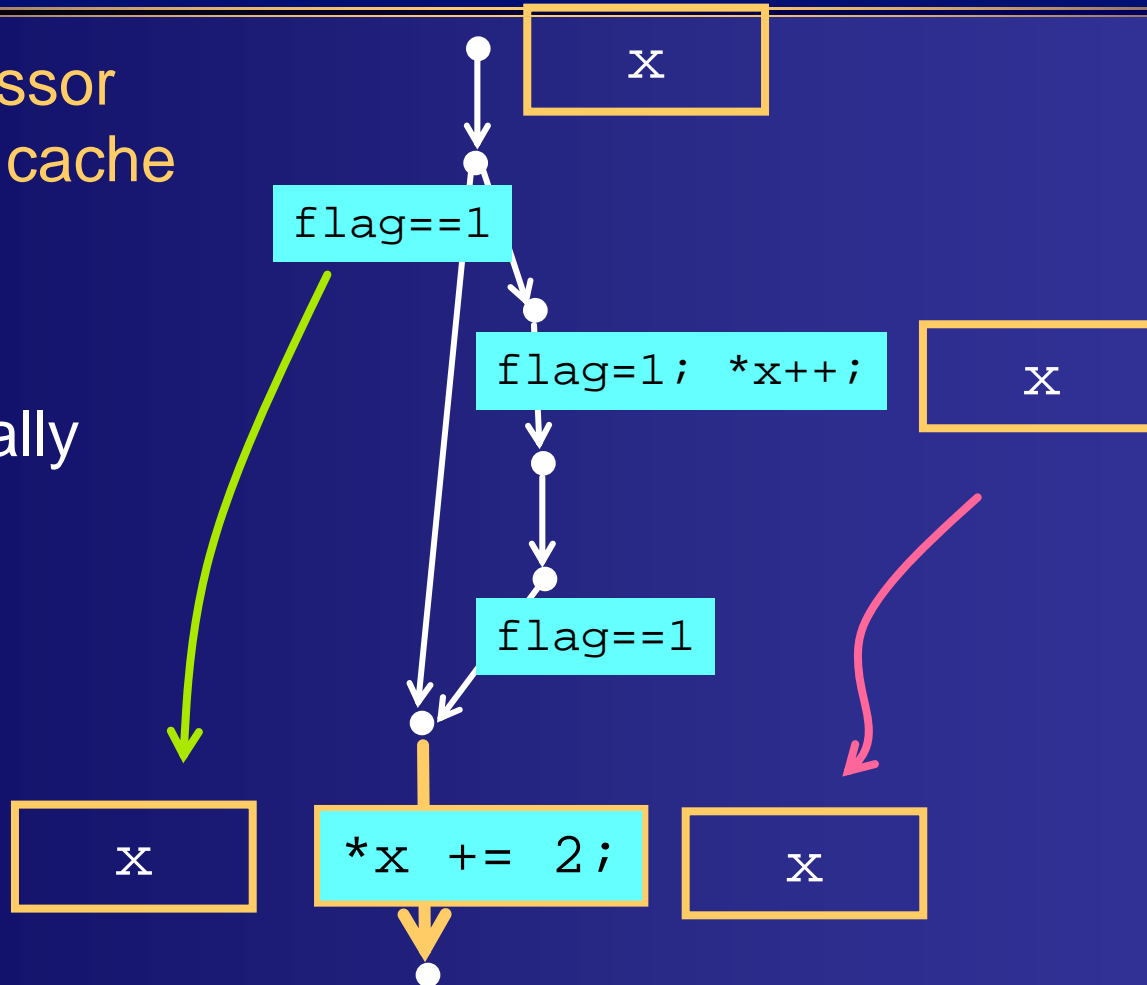 x
ssor
cache
flag==1
flag=1; *x++;
x
ally
flag==1
x
*x += 2;
x